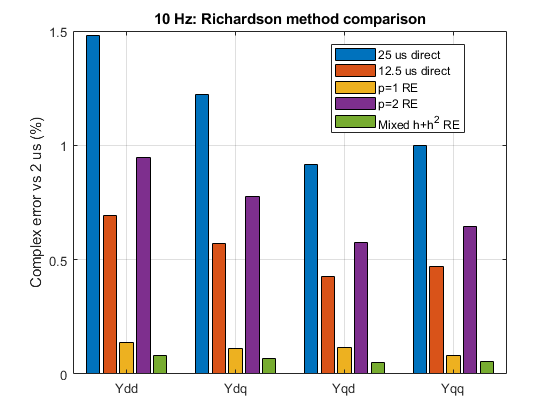 10 Hz: Richardson method comparison
Complex error vs 2 us (%)
1.5
1
0.5
0
25 us direct
12.5 us direct
p=1 RE
p=2 RE
Mixed h+h² RE
Ydd Ydq Yqd Yqq